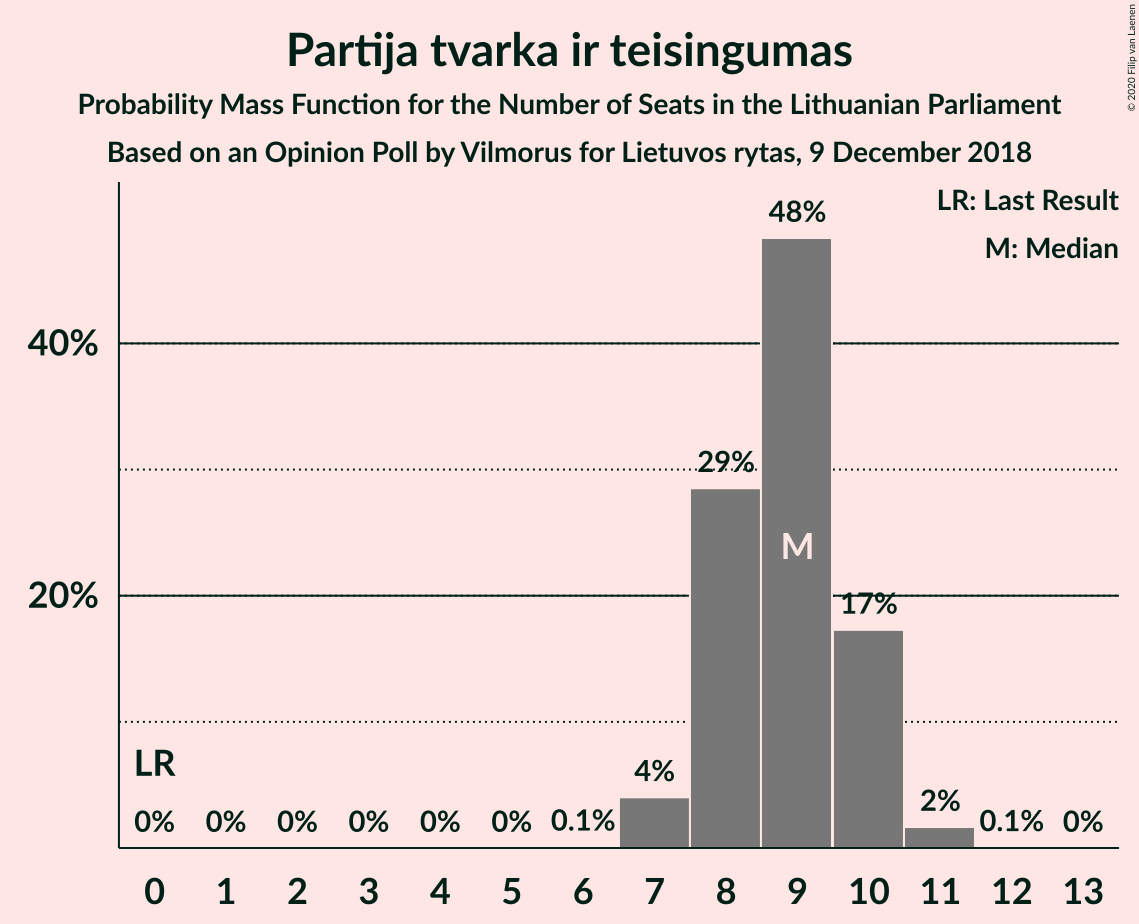 Partija tvarka ir teisingumas
Probability Mass Function for the Number of Seats in the Lithuanian Parliament
Based on an Opinion Poll by Vilmorus for Lietuvos rytas, 9 December 2018
© 2020 Filip van Laenen
LR: Last Result
M: Median
48%
40%
29%
M
20%
17%
LR
4%
2%
0% 0% 0% 0% 0% 0% 0.1% 0.1% 0%
0 1 2 3 4 5 6 7 8 9 10 11 12 13